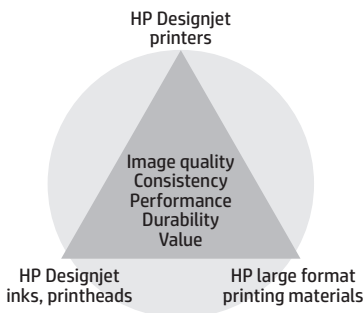 HP Designjet
printers
Image quality
Consistency
Performance
Durability
Value
HP Designjet
inks, printheads
HP large format
printing materials